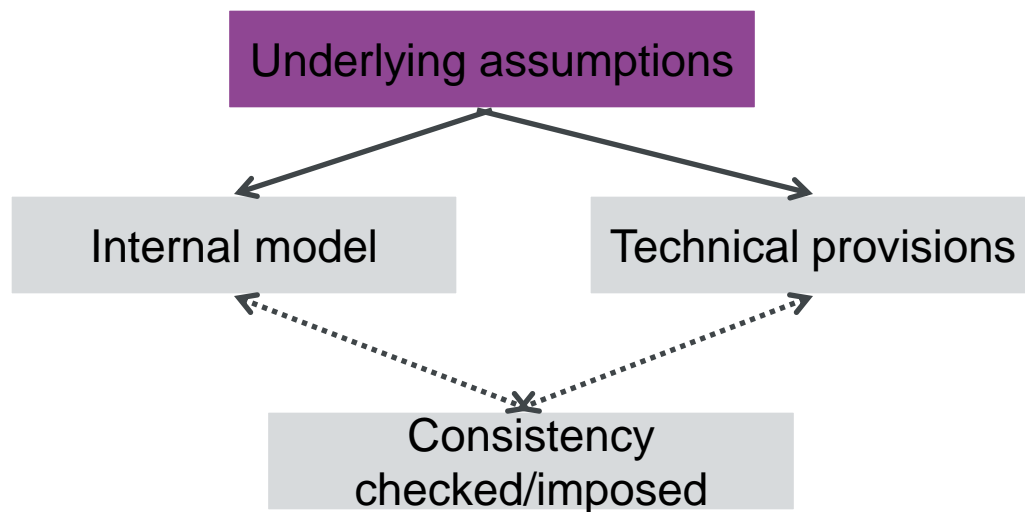 Underlying assumptions
Internal model
Technical provisions
Consistency
checked/imposed